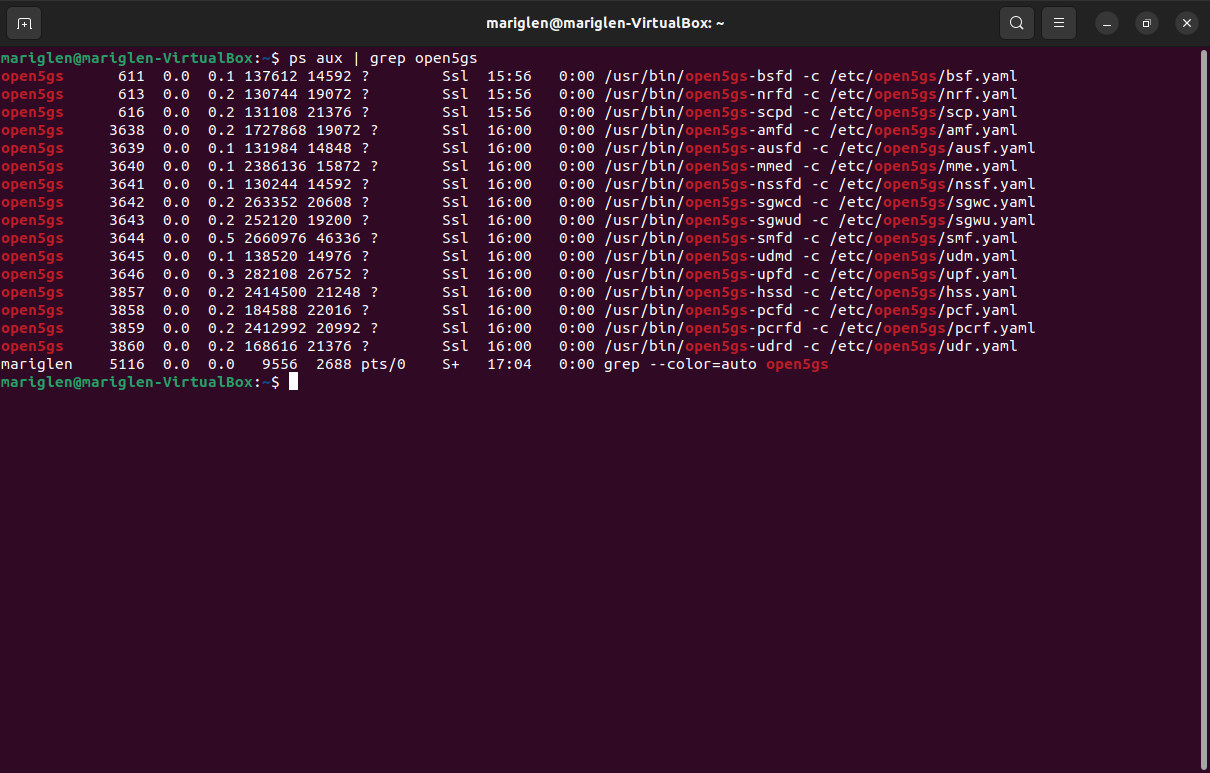 mariglen@mariglen-VirtualBox: ~
mariglen@mariglen-VirtualBox:~$ ps aux | grep open5gs
open5gs      611  0.0  0.1 137612 14592 ?        Ssl  15:56   0:00 /usr/bin/open5gs-bsfd -c /etc/open5gs/bsf.yaml
open5gs      613  0.0  0.2 130744 19072 ?        Ssl  15:56   0:00 /usr/bin/open5gs-nrfd -c /etc/open5gs/nrf.yaml
open5gs      616  0.0  0.2 131108 21376 ?        Ssl  15:56   0:00 /usr/bin/open5gs-scpd -c /etc/open5gs/scp.yaml
open5gs     3638  0.0  0.2 1727868 19072 ?       Ssl  16:00   0:00 /usr/bin/open5gs-amfd -c /etc/open5gs/amf.yaml
open5gs     3639  0.0  0.1 131984 14848 ?        Ssl  16:00   0:00 /usr/bin/open5gs-ausfd -c /etc/open5gs/ausf.yaml
open5gs     3640  0.0  0.1 2386136 15872 ?       Ssl  16:00   0:00 /usr/bin/open5gs-mmed -c /etc/open5gs/mme.yaml
open5gs     3641  0.0  0.1 130244 14592 ?        Ssl  16:00   0:00 /usr/bin/open5gs-nssfd -c /etc/open5gs/nssf.yaml
open5gs     3642  0.0  0.2 263352 20608 ?        Ssl  16:00   0:00 /usr/bin/open5gs-sgwcd -c /etc/open5gs/sgwc.yaml
open5gs     3643  0.0  0.2 252120 19200 ?        Ssl  16:00   0:00 /usr/bin/open5gs-sgwud -c /etc/open5gs/sgwu.yaml
open5gs     3644  0.0  0.5 2660976 46336 ?       Ssl  16:00   0:00 /usr/bin/open5gs-smfd -c /etc/open5gs/smf.yaml
open5gs     3645  0.0  0.1 138520 14976 ?        Ssl  16:00   0:00 /usr/bin/open5gs-udmd -c /etc/open5gs/udm.yaml
open5gs     3646  0.0  0.3 282108 26752 ?        Ssl  16:00   0:00 /usr/bin/open5gs-upfd -c /etc/open5gs/upf.yaml
open5gs     3857  0.0  0.2 2414500 21248 ?       Ssl  16:00   0:00 /usr/bin/open5gs-hssd -c /etc/open5gs/hss.yaml
open5gs     3858  0.0  0.2 184588 22016 ?        Ssl  16:00   0:00 /usr/bin/open5gs-pcfd -c /etc/open5gs/pcf.yaml
open5gs     3859  0.0  0.2 2412992 20992 ?       Ssl  16:00   0:00 /usr/bin/open5gs-pcrfd -c /etc/open5gs/pcrf.yaml
open5gs     3860  0.0  0.2 168616 21376 ?        Ssl  16:00   0:00 /usr/bin/open5gs-udrd -c /etc/open5gs/udr.yaml
mariglen    5116  0.0  0.0   9556  2688 pts/0    S+   17:04   0:00 grep --color=auto open5gs
mariglen@mariglen-VirtualBox:~$